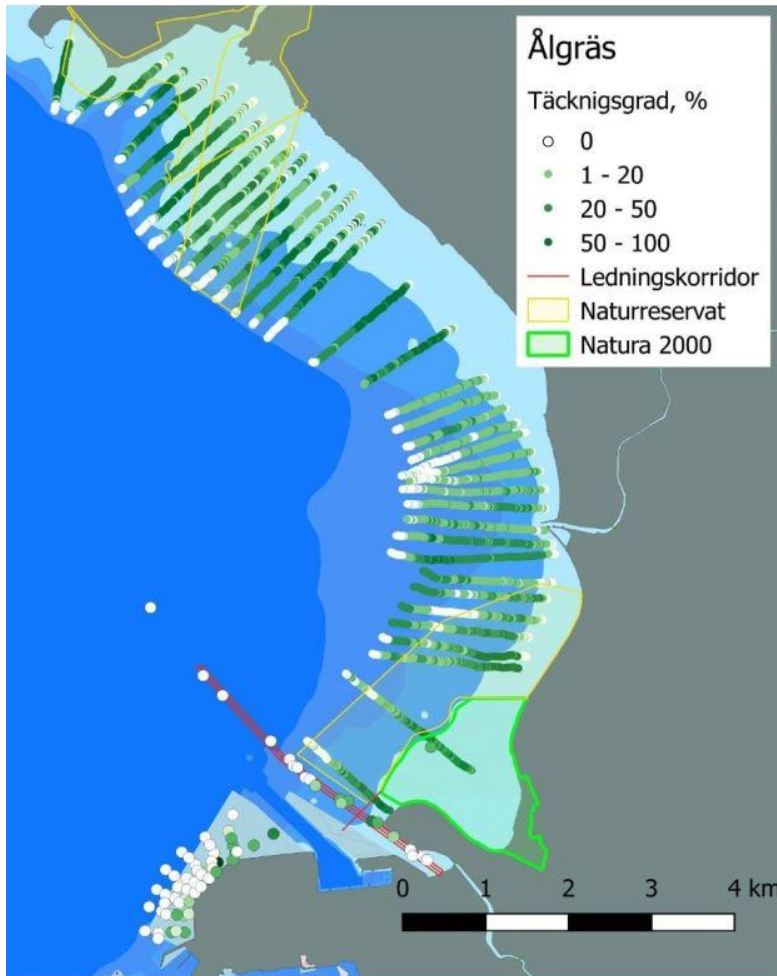 Ålgräs
Täcknigsgrad, %
0
1 - 20
20 - 50
50 - 100
Ledningskorridor
Naturreservat
Natura 2000
0 1 2 3 4 km